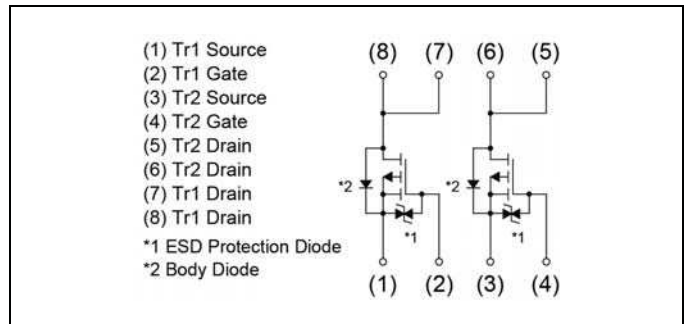 (1) Tr1 Source
(2) Tr1 Gate
(3) Tr2 Source
(4) Tr2 Gate
(5) Tr2 Drain
(6) Tr2 Drain
(7) Tr1 Drain
(8) Tr1 Drain
*1 ESD Protection Diode
*2 Body Diode
(8) (7) (6) (5)
*2 *2
*1 *1
(1) (2) (3) (4)